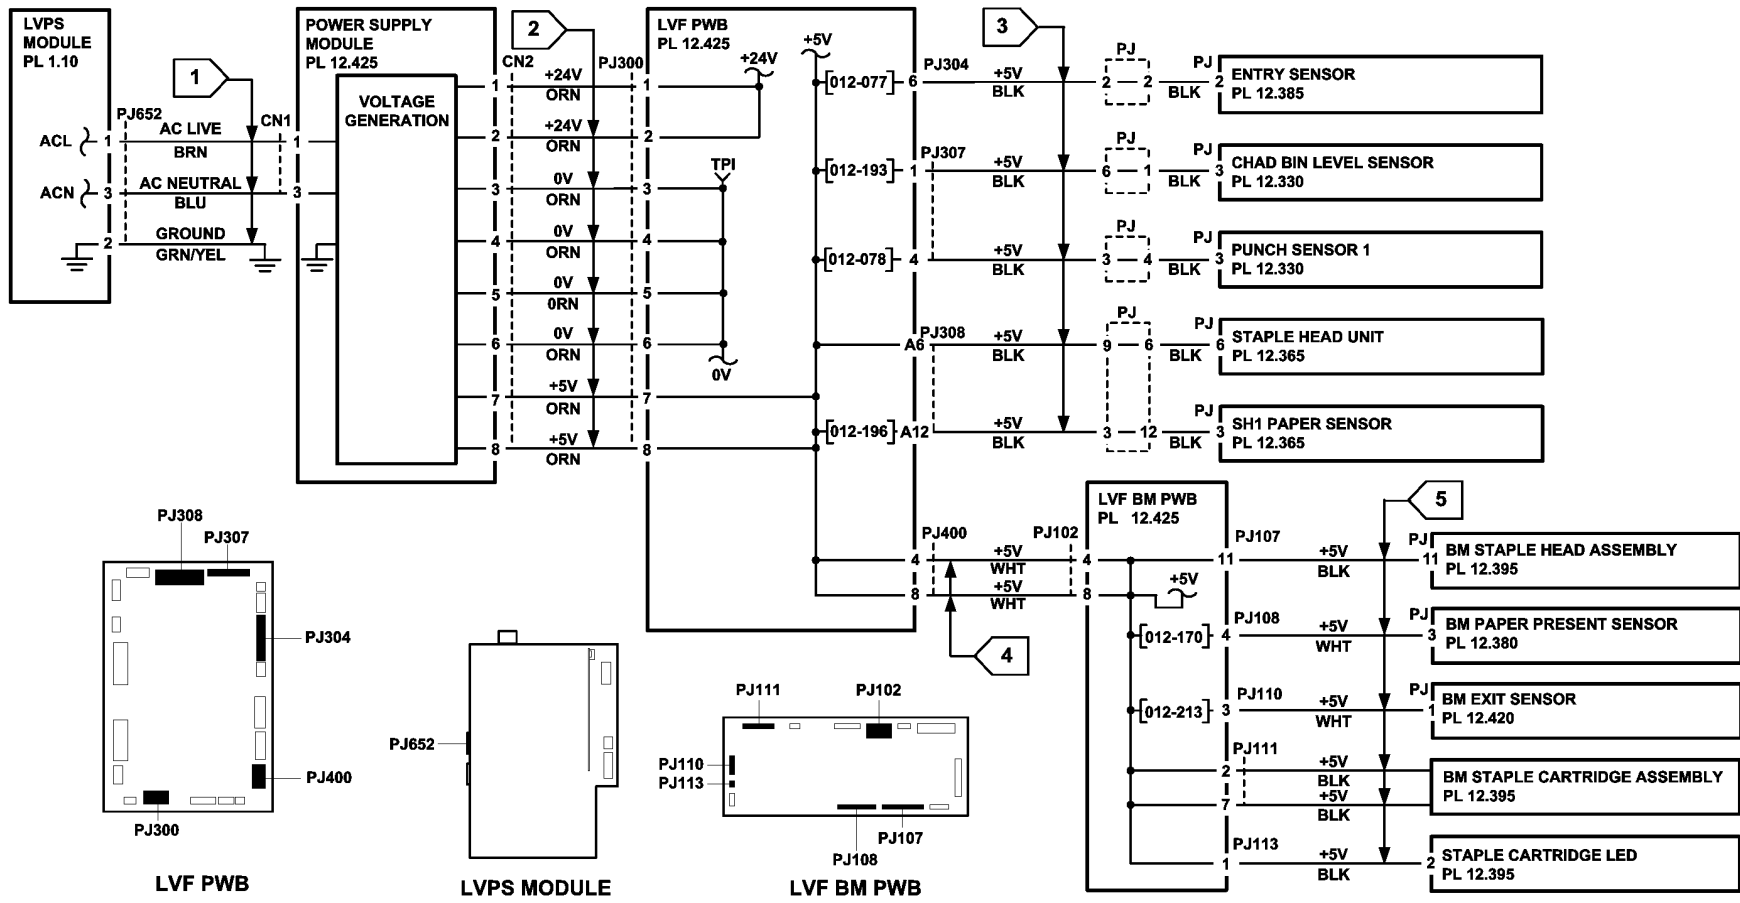 LVPS
MODULE
PL 1.10
ACL
ACN
1
3
2
PJ652
1
AC LIVE
BRN
AC NEUTRAL
BLU
GROUND
GRN/YEL
CN1
1
3
POWER SUPPLY
MODULE
PL 12.425
VOLTAGE
GENERATION
2
CN2
PJ300
1 +24V 1
ORN
2 +24V 2
ORN
3 0V 3
ORN
4 0V 4
ORN
5 0V 5
0RN
6 0V 6
ORN
7 +5V 7
ORN
8 +5V 8
ORN
LVF PWB
PL 12.425
+24V
+5V
TPI
0V
3
[012-077] 6 PJ304 +5V
BLK
PJ
2 2
BLK
PJ
2
ENTRY SENSOR
PL 12.385
[012-193] 1 PJ307 +5V
BLK
PJ
6 1
BLK
PJ
3
CHAD BIN LEVEL SENSOR
PL 12.330
[012-078] 4 +5V
BLK
PJ
3 4
BLK
PJ
3
PUNCH SENSOR 1
PL 12.330
A6 PJ308 +5V
BLK
PJ
9 6
BLK
PJ
6
STAPLE HEAD UNIT
PL 12.365
[012-196] A12 +5V
BLK
3 12
BLK
PJ
3
SH1 PAPER SENSOR
PL 12.365
PJ400
PJ102
4 +5V 4
WHT
8 +5V 8
WHT
4
LVF BM PWB
PL 12.425
+5V
5
11 PJ107 +5V
BLK
PJ
11
BM STAPLE HEAD ASSEMBLY
PL 12.395
[012-170] 4 PJ108 +5V
WHT
PJ
3
BM PAPER PRESENT SENSOR
PL 12.380
[012-213] 3 PJ110 +5V
WHT
PJ
1
BM EXIT SENSOR
PL 12.420
PJ111
2 +5V
BLK
7 +5V
BLK
BM STAPLE CARTRIDGE ASSEMBLY
PL 12.395
1 PJ113 +5V
BLK
2
STAPLE CARTRIDGE LED
PL 12.395
PJ308
PJ307
PJ304
PJ400
PJ300
LVF PWB
PJ652
LVPS MODULE
PJ111
PJ102
PJ110
PJ113
PJ107
PJ108
LVF BM PWB